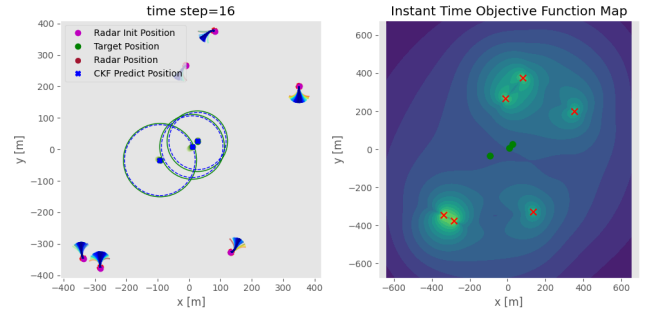 time step=16
Radar Init Position
Target Position
Radar Position
CKF Predict Position
y [m]
400
300
200
100
0
−100
−200
−300
−400
−400 −300 −200 −100 0 100 200 300 400
x [m]
Instant Time Objective Function Map
y [m]
600
400
200
0
−200
−400
−600
−600 −400 −200 0 200 400 600
x [m]